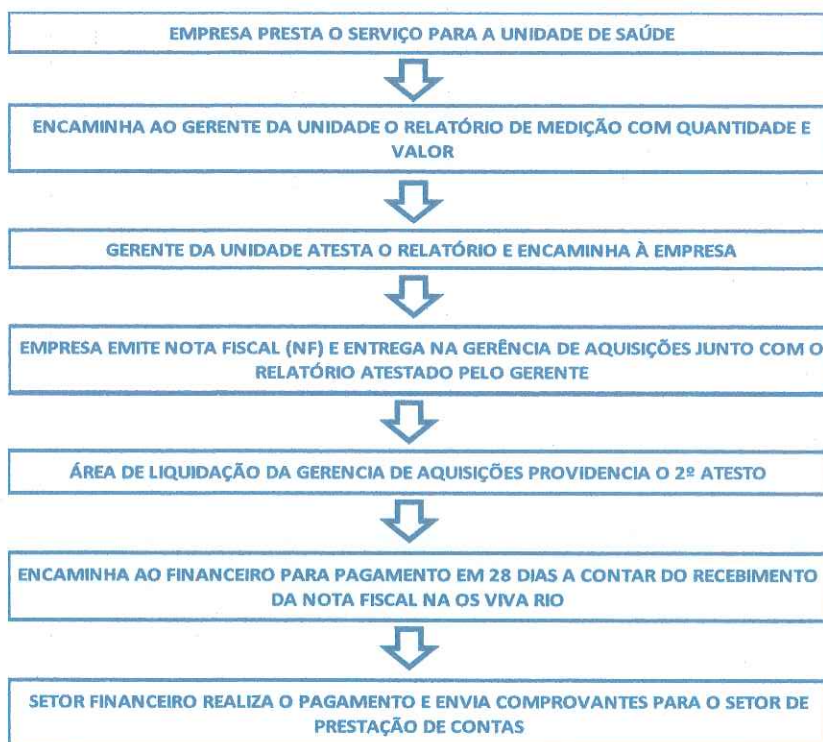 EMPRESA PRESTA O SERVIÇO PARA A UNIDADE DE SAÚDE
ENCAMINHA AO GERENTE DA UNIDADE O RELATÓRIO DE MEDIÇÃO COM QUANTIDADE E
VALOR
GERENTE DA UNIDADE ATESTA O RELATÓRIO E ENCAMINHA À EMPRESA
EMPRESA EMITE NOTA FISCAL (NF) E ENTREGA NA GERÊNCIA DE AQUISIÇÕES JUNTO COM O
RELATÓRIO ATESTADO PELO GERENTE
ÁREA DE LIQUIDAÇÃO DA GERENCIA DE AQUISIÇÕES PROVIDENCIA O 2º ATESTO
ENCAMINHA AO FINANCEIRO PARA PAGAMENTO EM 28 DIAS A CONTAR DO RECEBIMENTO
DA NOTA FISCAL NA OS VIVA RIO
SETOR FINANCEIRO REALIZA O PAGAMENTO E ENVIA COMPROVANTES PARA O SETOR DE
PRESTAÇÃO DE CONTAS